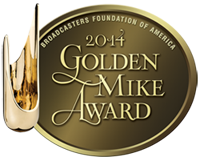 BROADCASTERS FOUNDATION OF AMERICA
2014
GOLDEN
MIKE
AWARD